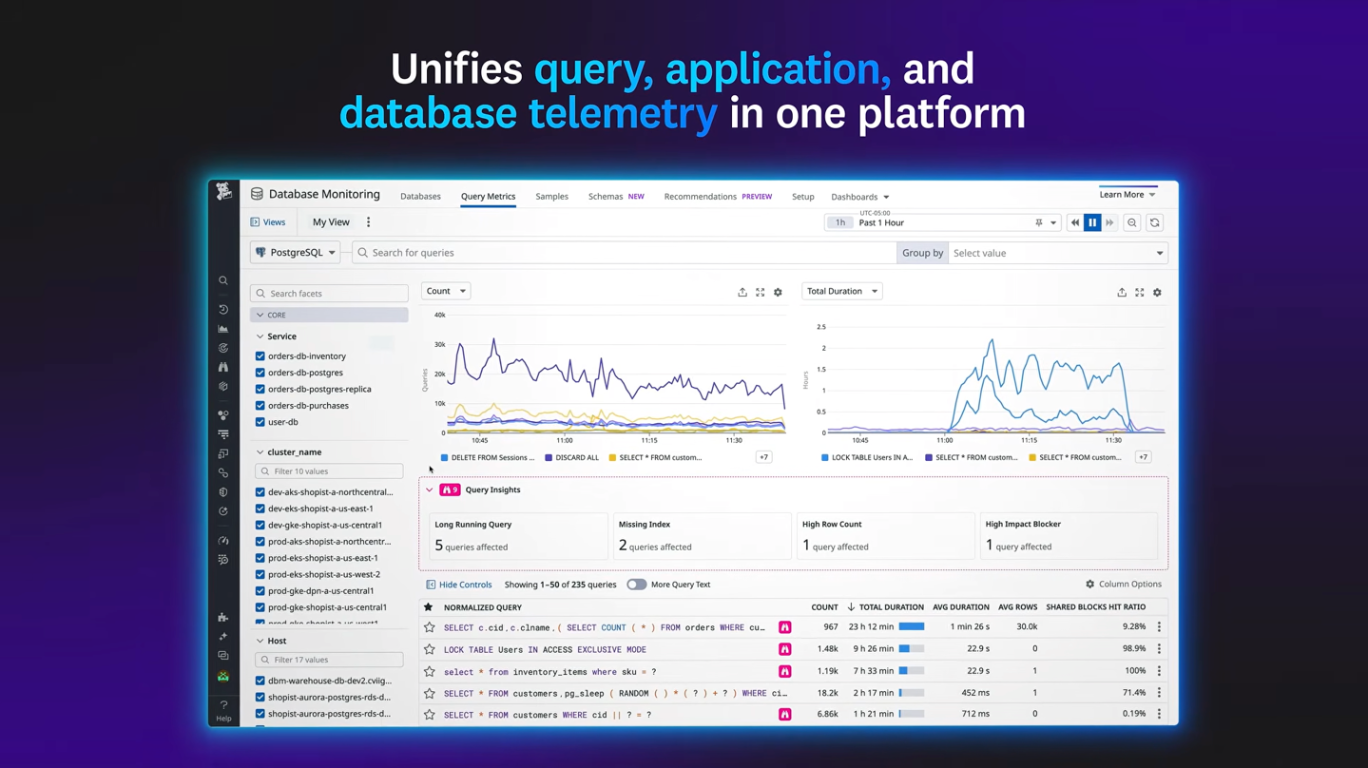 Unifies query, application, and
database telemetry in one platform
Database Monitoring
Databases
Query Metrics
Samples
Schemas NEW
Recommendations PREVIEW
Setup
Dashboards
Learn More
Views
My View
UTC-05:00
1h Past 1 Hour
PostgreSQL
Search for queries
Group by
Select value
Search facets
CORE
Service
orders-db-inventory
orders-db-postgres
orders-db-postgres-replica
orders-db-purchases
user-db
cluster_name
Filter 10 values
dev-aks-shopist-a-northcentral...
dev-eks-shopist-a-us-east-1
dev-gke-shopist-a-us-central1
prod-aks-shopist-a-northcentr...
prod-eks-shopist-a-us-east-1
prod-eks-shopist-a-us-west-2
prod-gke-dpn-a-us-central1
prod-gke-shopist-a-us-central1
Host
Filter 17 values
dbm-warehouse-db-dev2.cviig...
shopist-aurora-postgres-rds-d...
shopist-aurora-postgres-rds-d...
Help
Count
Queries
40k
30k
20k
10k
0
10:45 11:00 11:15 11:30
DELETE FROM Sessions ...
DISCARD ALL
SELECT * FROM custom...
+7
Total Duration
Hours
2.5
2
1.5
1
0.5
0
10:45 11:00 11:15 11:30
LOCK TABLE Users IN A...
SELECT * FROM custom...
SELECT * FROM custom...
+7
9 Query Insights
Long Running Query
5 queries affected
Missing Index
2 queries affected
High Row Count
1 query affected
High Impact Blocker
1 query affected
Hide Controls
Showing 1–50 of 235 queries
More Query Text
Column Options
NORMALIZED QUERY COUNT TOTAL DURATION AVG DURATION AVG ROWS SHARED BLOCKS HIT RATIO
SELECT c.cid,c.clname,( SELECT COUNT ( * ) FROM orders WHERE cu... 967 23 h 12 min 1 min 26 s 30.0k 9.28%
LOCK TABLE Users IN ACCESS EXCLUSIVE MODE 1.48k 9 h 26 min 22.9 s 0 98.9%
select * from inventory_items where sku = ? 1.19k 7 h 33 min 22.9 s 1 100%
SELECT * FROM customers,pg_sleep ( RANDOM ( ) * ( ? ) + ? ) WHERE ci... 18.2k 2 h 17 min 452 ms 1 71.4%
SELECT * FROM customers WHERE cid || ? = ? 6.86k 1 h 21 min 712 ms 0 0.19%